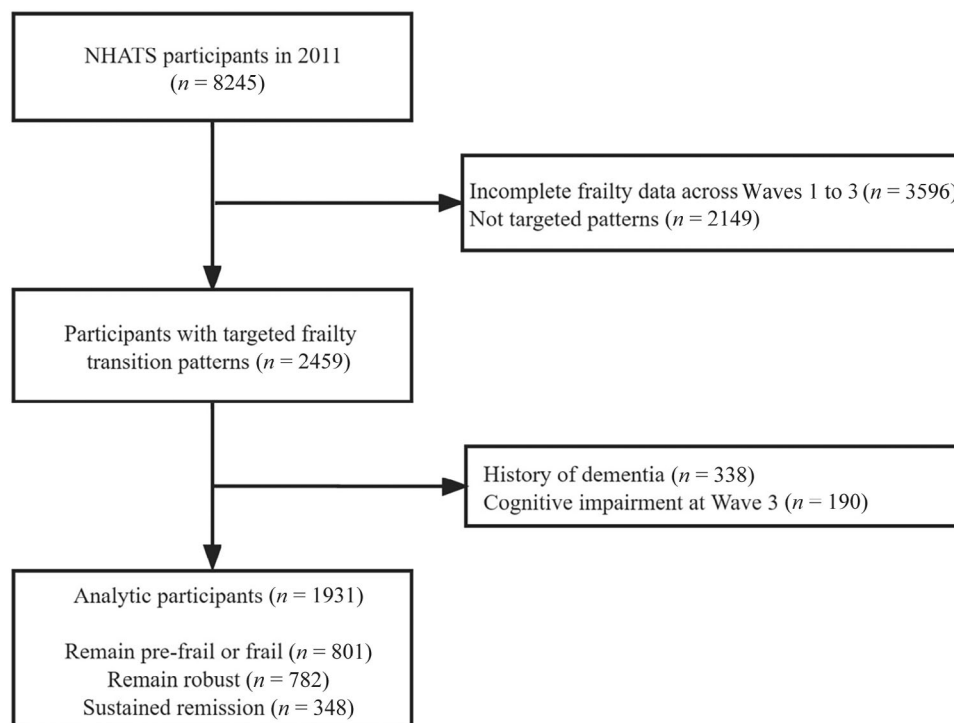 NHATS participants in 2011
(n = 8245)
Incomplete frailty data across Waves 1 to 3 (n = 3596)
Not targeted patterns (n = 2149)
Participants with targeted frailty
transition patterns (n = 2459)
History of dementia (n = 338)
Cognitive impairment at Wave 3 (n = 190)
Analytic participants (n = 1931)
Remain pre-frail or frail (n = 801)
Remain robust (n = 782)
Sustained remission (n = 348)